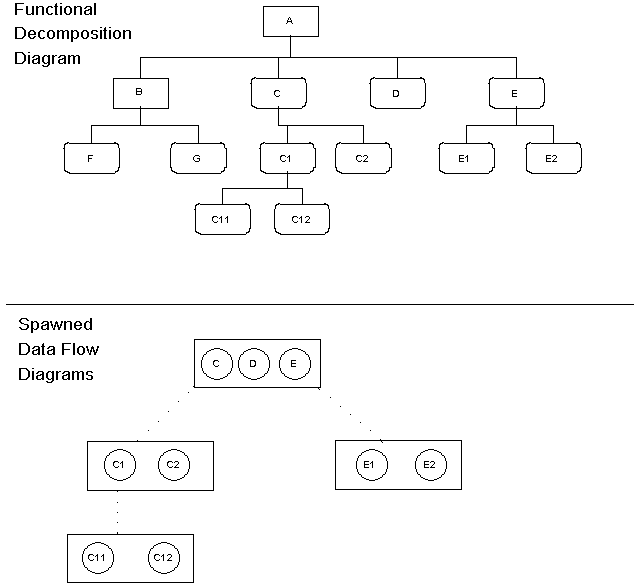 Functional
Decomposition
Diagram
A
B C D E
F G C1 C2 E1 E2
C11 C12
Spawned
Data Flow
Diagrams
C D E
C1 C2 E1 E2
C11 C12